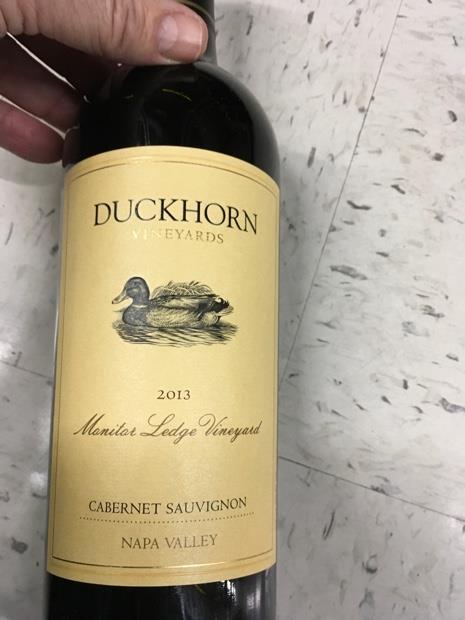 DUCKHORN
VINEYARDS
2013
Monitor Ledge Vineyard
CABERNET SAUVIGNON
NAPA VALLEY